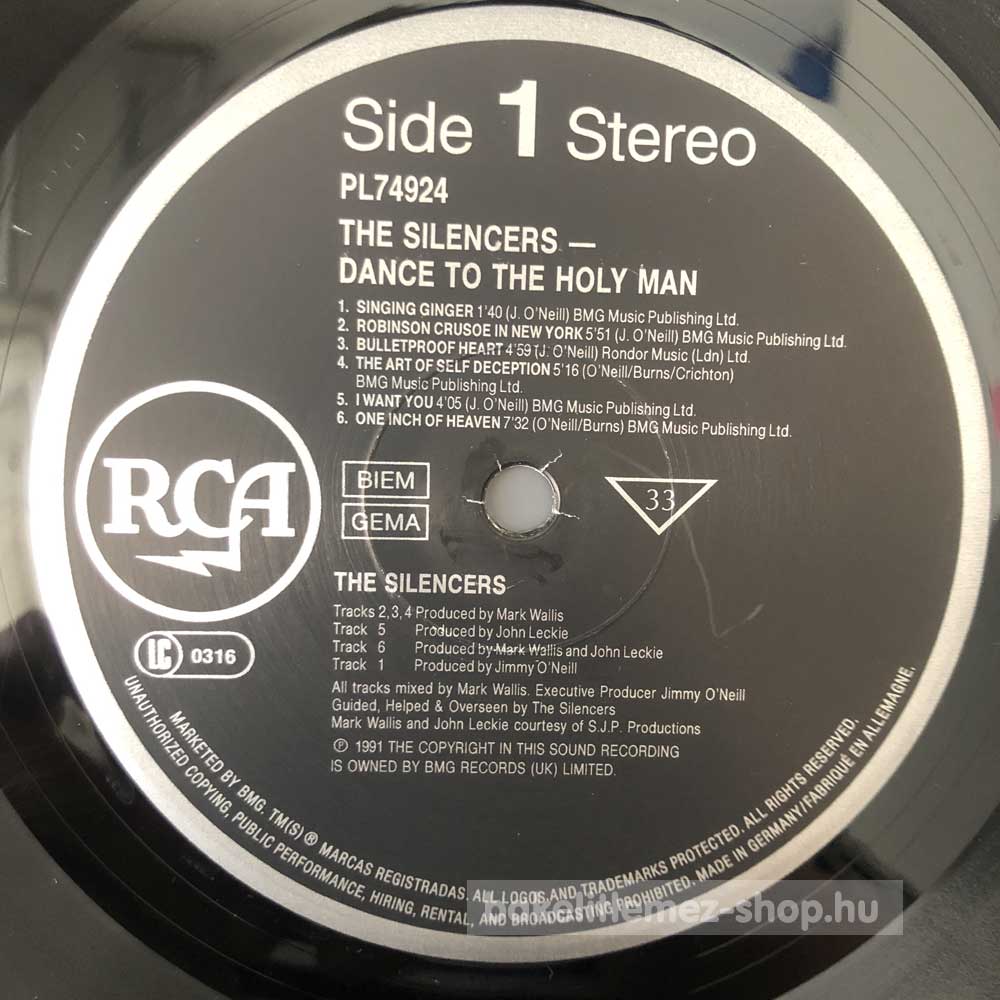 Side 1 Stereo
PL74924
THE SILENCERS —
DANCE TO THE HOLY MAN
1. SINGING GINGER 1'40 (J. O'Neill) BMG Music Publishing Ltd.
2. ROBINSON CRUSOE IN NEW YORK 5'51 (J. O'Neill) BMG Music Publishing Ltd.
3. BULLETPROOF HEART 4'59 (J. O'Neill) Rondor Music (Ldn) Ltd.
4. THE ART OF SELF DECEPTION 5'16 (O'Neill/Burns/Crichton)
BMG Music Publishing Ltd.
5. I WANT YOU 4'05 (J. O'Neill) BMG Music Publishing Ltd.
6. ONE INCH OF HEAVEN 7'32 (O'Neill/Burns) BMG Music Publishing Ltd.
RCA
BIEM
GEMA
33
THE SILENCERS
Tracks 2,3,4 Produced by Mark Wallis
Track 5 Produced by John Leckie
Track 6 Produced by Mark Wallis and John Leckie
Track 1 Produced by Jimmy O'Neill
LC 0316
All tracks mixed by Mark Wallis. Executive Producer Jimmy O'Neill
Guided, Helped & Overseen by The Silencers
Mark Wallis and John Leckie courtesy of S.J.P. Productions
℗ 1991 THE COPYRIGHT IN THIS SOUND RECORDING
IS OWNED BY BMG RECORDS (UK) LIMITED.
MARKETED BY BMG. TM(S) ® MARCAS REGISTRADAS. ALL LOGOS AND TRADEMARKS PROTECTED. ALL RIGHTS RESERVED.
UNAUTHORIZED COPYING, PUBLIC PERFORMANCE, HIRING, RENTAL, AND BROADCASTING PROHIBITED. MADE IN GERMANY/FABRIQUÉ EN ALLEMAGNE.
bakelitlemez-shop.hu